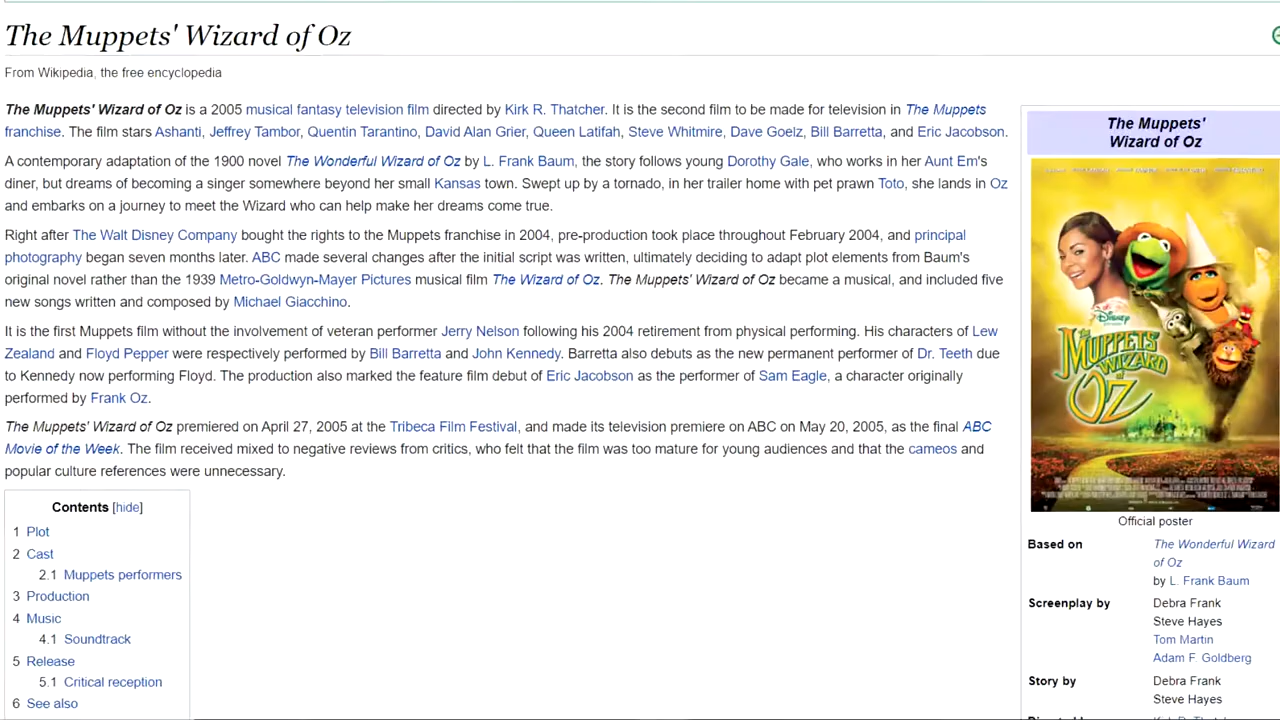 The Muppets' Wizard of Oz
From Wikipedia, the free encyclopedia
The Muppets' Wizard of Oz is a 2005 musical fantasy television film directed by Kirk R. Thatcher. It is the second film to be made for television in The Muppets
franchise. The film stars Ashanti, Jeffrey Tambor, Quentin Tarantino, David Alan Grier, Queen Latifah, Steve Whitmire, Dave Goelz, Bill Barretta, and Eric Jacobson.
A contemporary adaptation of the 1900 novel The Wonderful Wizard of Oz by L. Frank Baum, the story follows young Dorothy Gale, who works in her Aunt Em's
diner, but dreams of becoming a singer somewhere beyond her small Kansas town. Swept up by a tornado, in her trailer home with pet prawn Toto, she lands in Oz
and embarks on a journey to meet the Wizard who can help make her dreams come true.
Right after The Walt Disney Company bought the rights to the Muppets franchise in 2004, pre-production took place throughout February 2004, and principal
photography began seven months later. ABC made several changes after the initial script was written, ultimately deciding to adapt plot elements from Baum's
original novel rather than the 1939 Metro-Goldwyn-Mayer Pictures musical film The Wizard of Oz. The Muppets' Wizard of Oz became a musical, and included five
new songs written and composed by Michael Giacchino.
It is the first Muppets film without the involvement of veteran performer Jerry Nelson following his 2004 retirement from physical performing. His characters of Lew
Zealand and Floyd Pepper were respectively performed by Bill Barretta and John Kennedy. Barretta also debuts as the new permanent performer of Dr. Teeth due
to Kennedy now performing Floyd. The production also marked the feature film debut of Eric Jacobson as the performer of Sam Eagle, a character originally
performed by Frank Oz.
The Muppets' Wizard of Oz premiered on April 27, 2005 at the Tribeca Film Festival, and made its television premiere on ABC on May 20, 2005, as the final ABC
Movie of the Week. The film received mixed to negative reviews from critics, who felt that the film was too mature for young audiences and that the cameos and
popular culture references were unnecessary.
Contents [hide]
1 Plot
2 Cast
2.1 Muppets performers
3 Production
4 Music
4.1 Soundtrack
5 Release
5.1 Critical reception
6 See also
The Muppets'
Wizard of Oz
Disney
The
MUPPETS
WIZARD
OF
OZ
Official poster
Based on The Wonderful Wizard
of Oz
by L. Frank Baum
Screenplay by Debra Frank
Steve Hayes
Tom Martin
Adam F. Goldberg
Story by Debra Frank
Steve Hayes